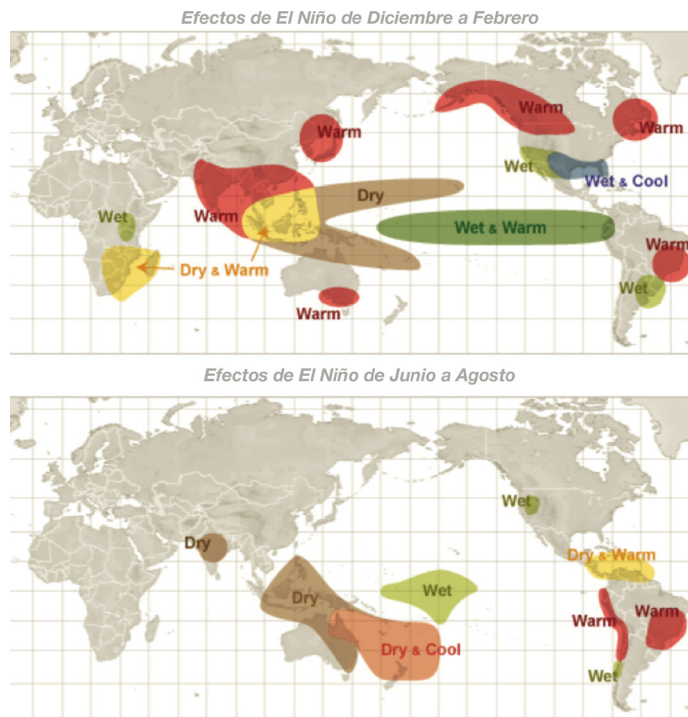 Efectos de El Niño de Diciembre a Febrero
Warm
Warm
Warm
Wet
Wet & Cool
Warm
Dry
Wet
Wet & Warm
Dry & Warm
Warm
Wet
Warm
Efectos de El Niño de Junio a Agosto
Wet
Dry
Dry & Warm
Wet
Dry
Warm
Warm
Dry & Cool
Wet